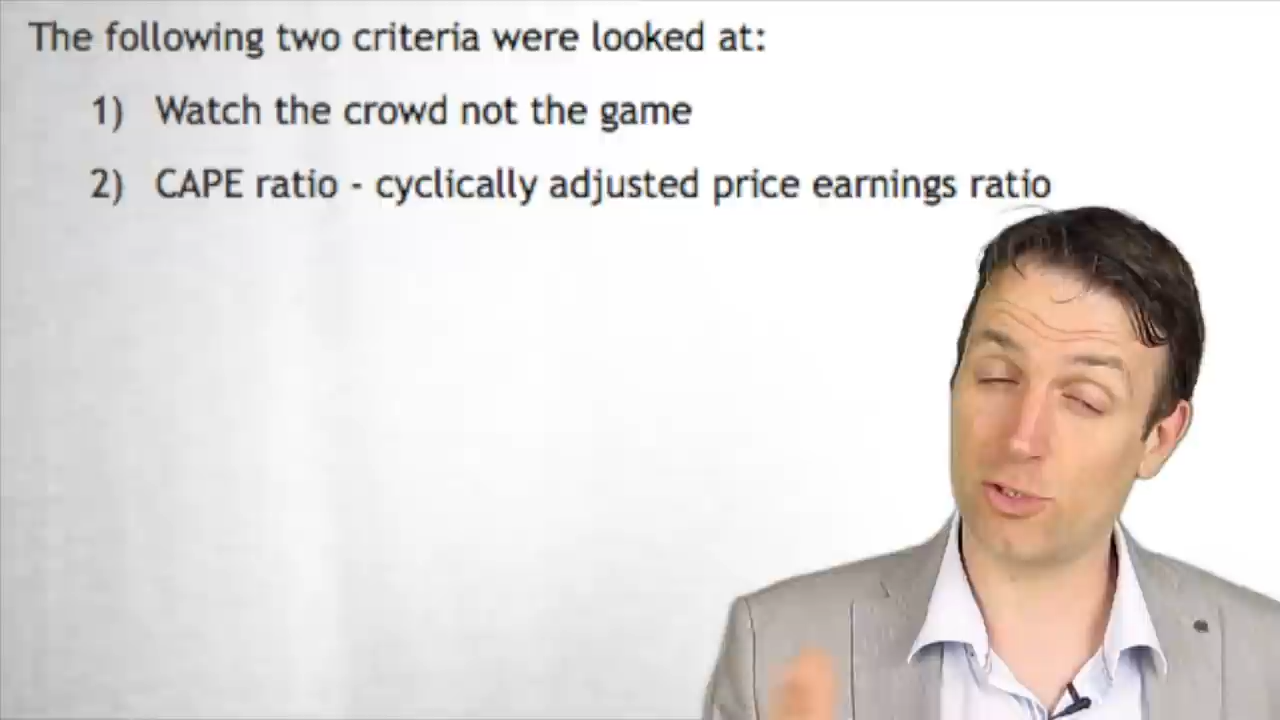 The following two criteria were looked at:
1) Watch the crowd not the game
2) CAPE ratio - cyclically adjusted price earnings ratio